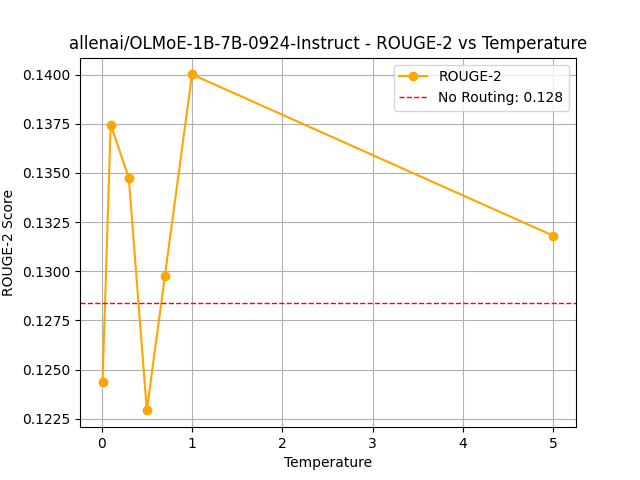 allenai/OLMoE-1B-7B-0924-Instruct - ROUGE-2 vs Temperature
ROUGE-2
No Routing: 0.128
ROUGE-2 Score
0.1400
0.1375
0.1350
0.1325
0.1300
0.1275
0.1250
0.1225
0 1 2 3 4 5
Temperature